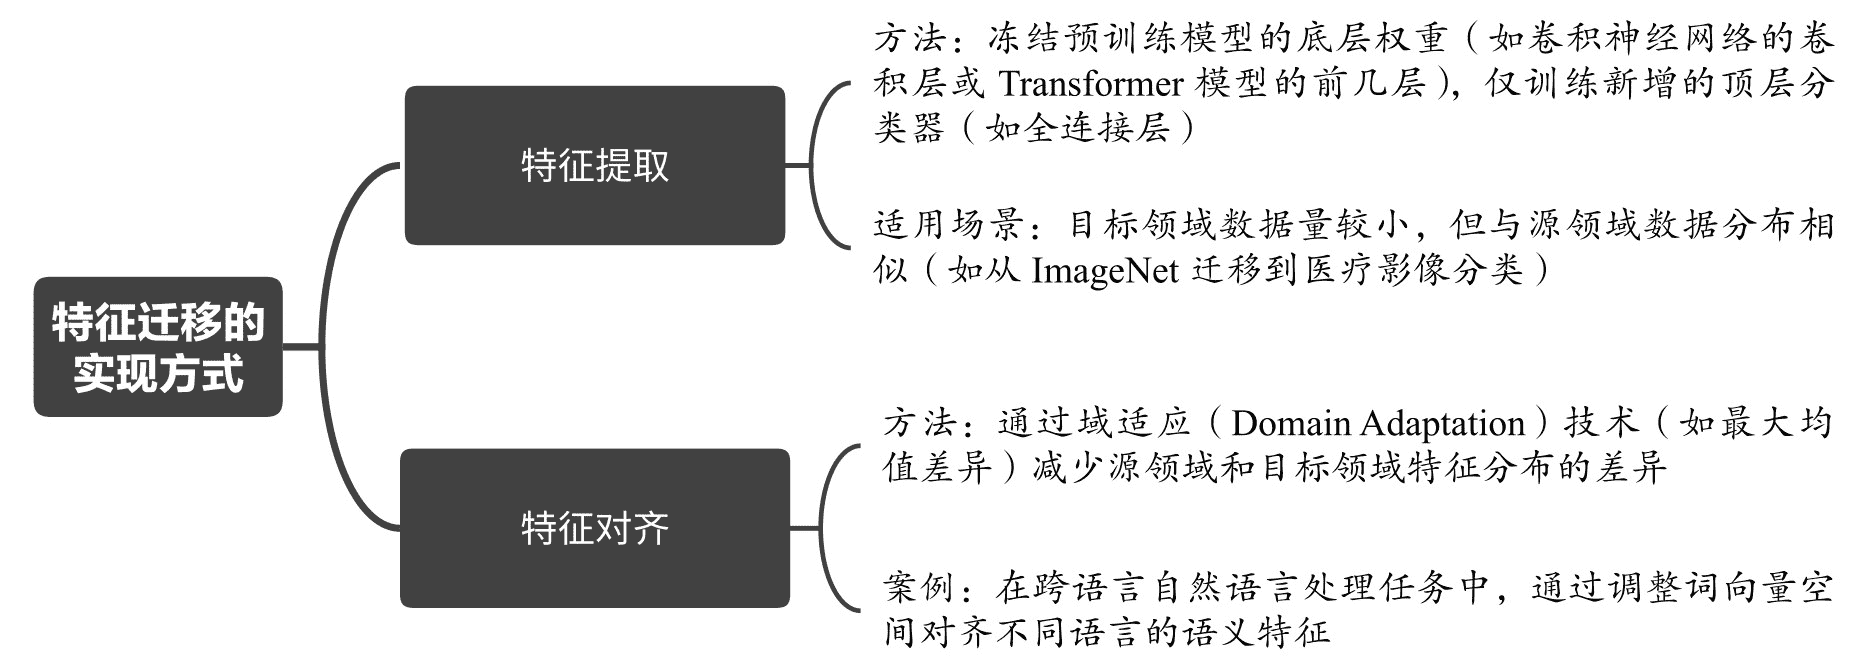 特征迁移的
实现方式
特征提取
方法：冻结预训练模型的底层权重（如卷积神经网络的卷
积层或 Transformer 模型的前几层），仅训练新增的顶层分
类器（如全连接层）
适用场景：目标领域数据量较小，但与源领域数据分布相
似（如从 ImageNet 迁移到医疗影像分类）
特征对齐
方法：通过域适应（Domain Adaptation）技术（如最大均
值差异）减少源领域和目标领域特征分布的差异
案例：在跨语言自然语言处理任务中，通过调整词向量空
间对齐不同语言的语义特征